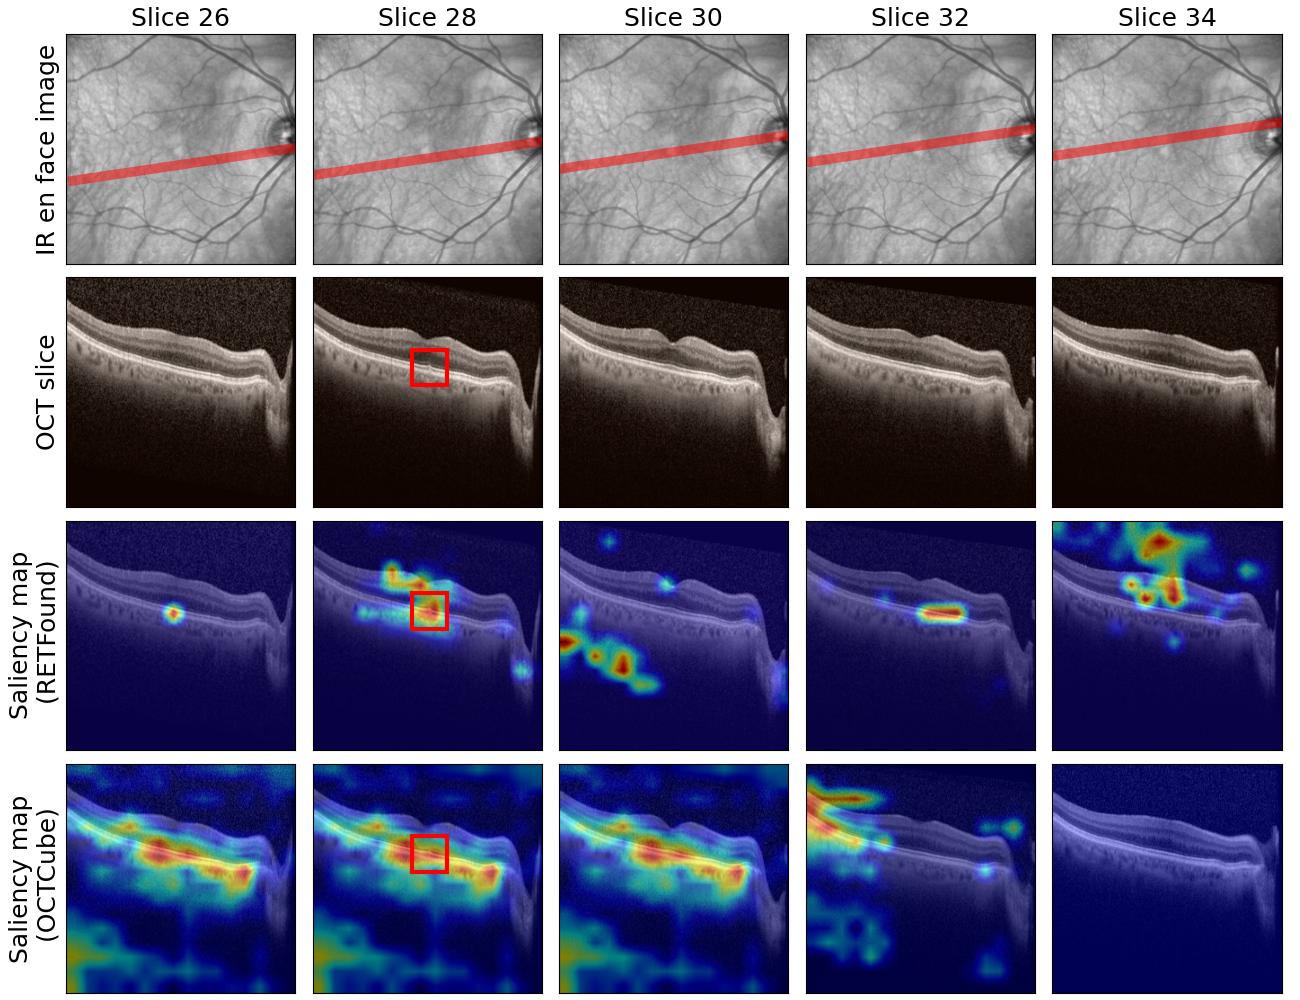 Slice 26
Slice 28
Slice 30
Slice 32
Slice 34
IR en face image
OCT slice
Saliency map
(RETFound)
Saliency map
(OCTCube)